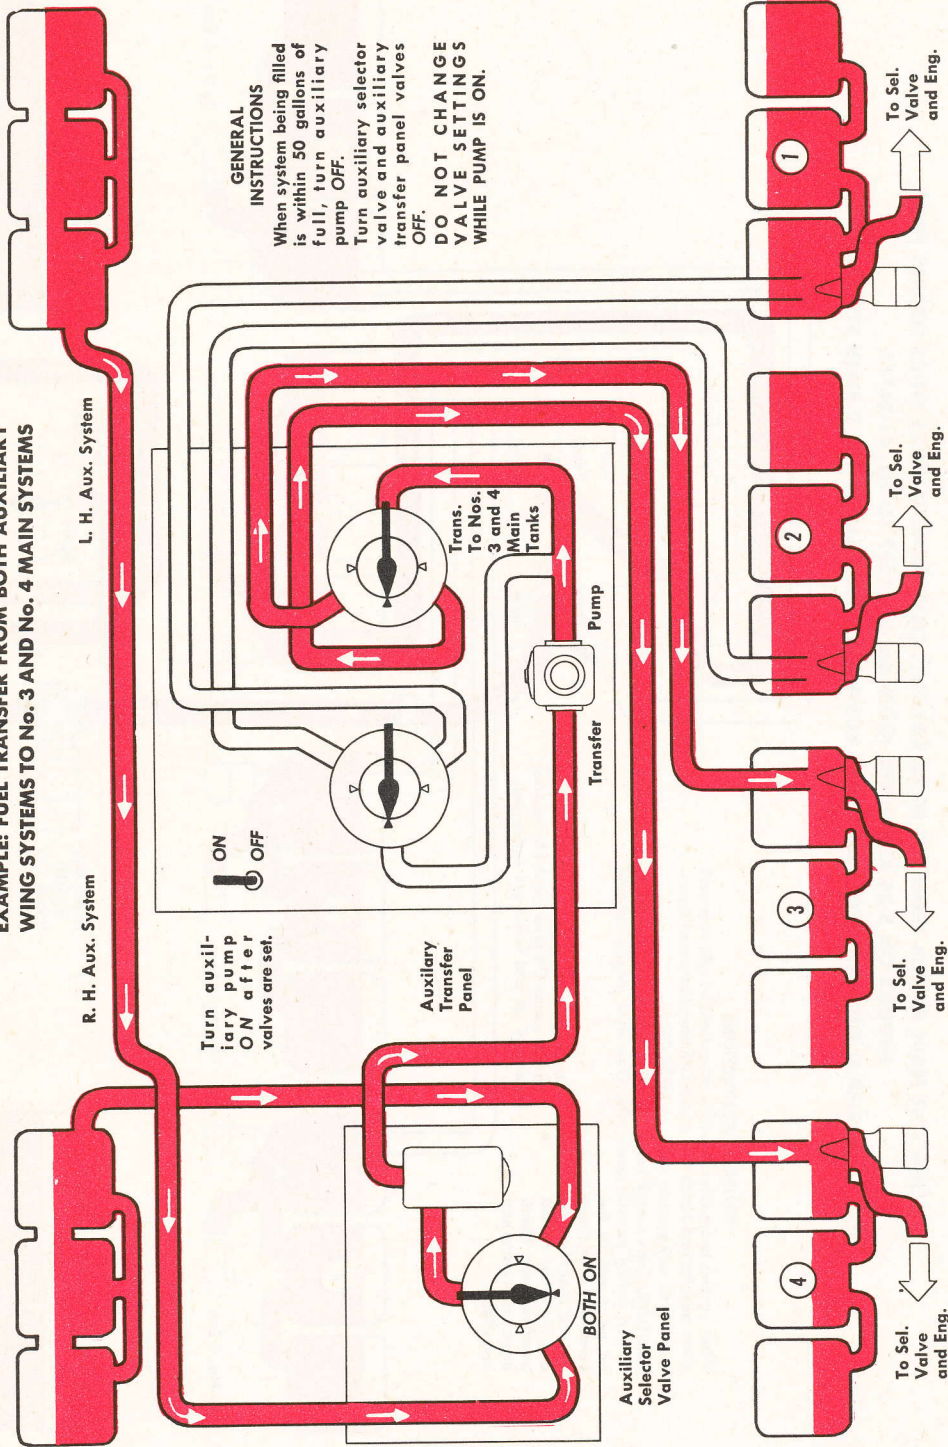 EXAMPLE: FUEL TRANSFER FROM BOTH AUXILIARY
WING SYSTEMS TO No. 3 AND No. 4 MAIN SYSTEMS
R. H. Aux. System
L. H. Aux. System
GENERAL
INSTRUCTIONS
When system being filled
is within 50 gallons of
full, turn auxiliary
pump OFF.
Turn auxiliary selector
valve and auxiliary
transfer panel valves
OFF.
DO NOT CHANGE
VALVE SETTINGS
WHILE PUMP IS ON.
Turn auxil-
iary pump
ON after
valves are set.
ON
OFF
Auxiliary
Transfer
Panel
Trans.
To Nos.
3 and 4
Main
Tanks
Transfer
Pump
BOTH ON
Auxiliary
Selector
Valve Panel
4
3
2
1
To Sel.
Valve
and Eng.
To Sel.
Valve
and Eng.
To Sel.
Valve
and Eng.
To Sel.
Valve
and Eng.